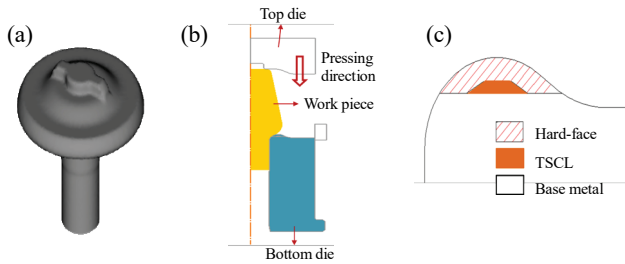 (a)
(b)
Top die
Pressing
direction
Work piece
Bottom die
(c)
Hard-face
TSCL
Base metal